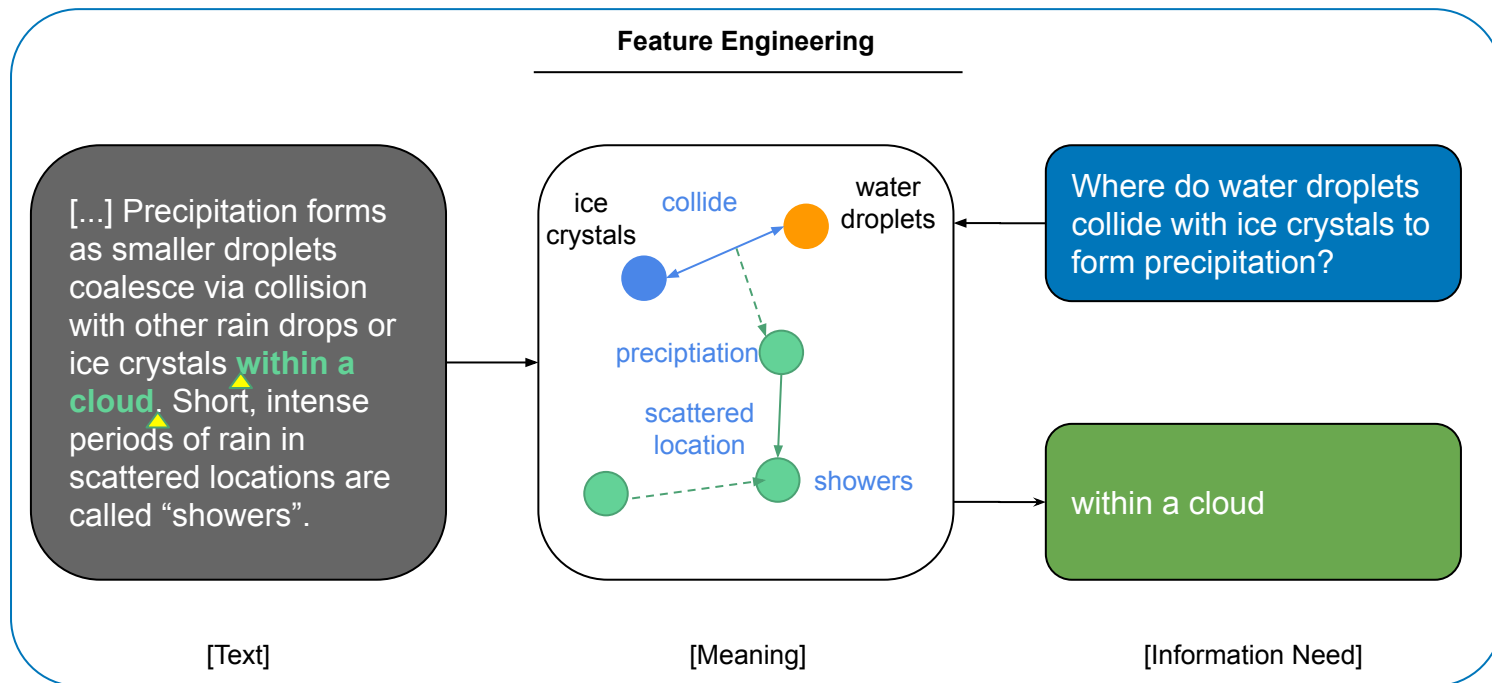 Feature Engineering
[...] Precipitation forms
as smaller droplets
coalesce via collision
with other rain drops or
ice crystals within a
cloud. Short, intense
periods of rain in
scattered locations are
called “showers”.
ice
crystals
collide
water
droplets
preciptiation
scattered
location
showers
Where do water droplets
collide with ice crystals to
form precipitation?
within a cloud
[Text]
[Meaning]
[Information Need]